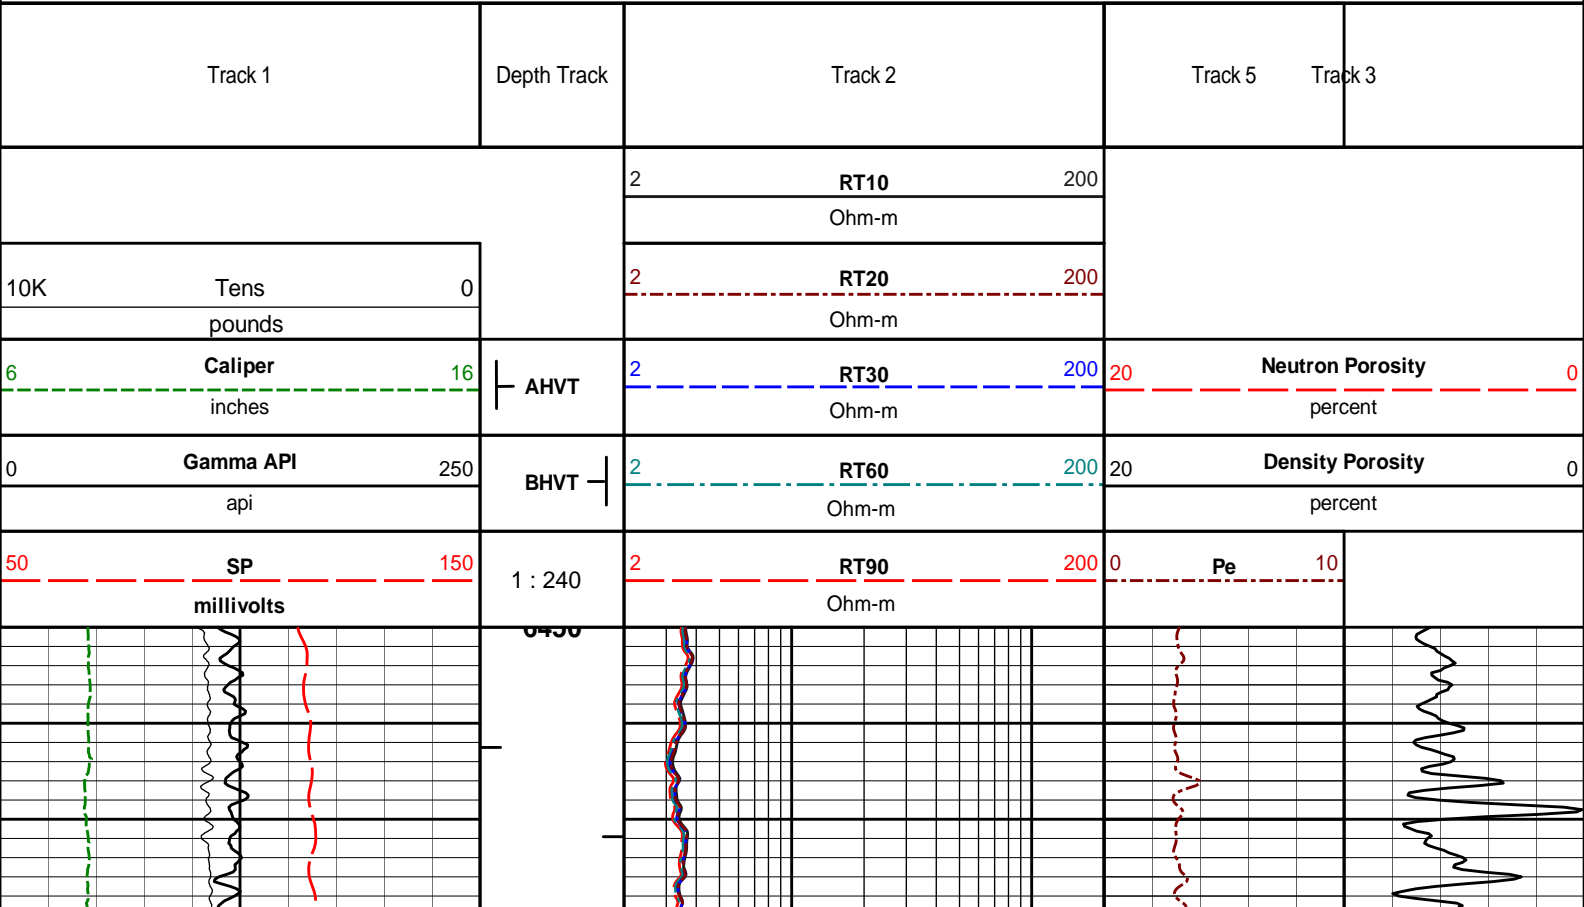 Track 1 Depth Track Track 2 Track 5 Track 3
2 RT10 200
Ohm-m
10K Tens 0
pounds
2 RT20 200
Ohm-m
6 Caliper 16
inches
AHVT
2 RT30 200
Ohm-m
20 Neutron Porosity 0
percent
0 Gamma API 250
api
BHVT
2 RT60 200
Ohm-m
20 Density Porosity 0
percent
50 SP 150
millivolts
1 : 240
2 RT90 200
Ohm-m
0 Pe 10